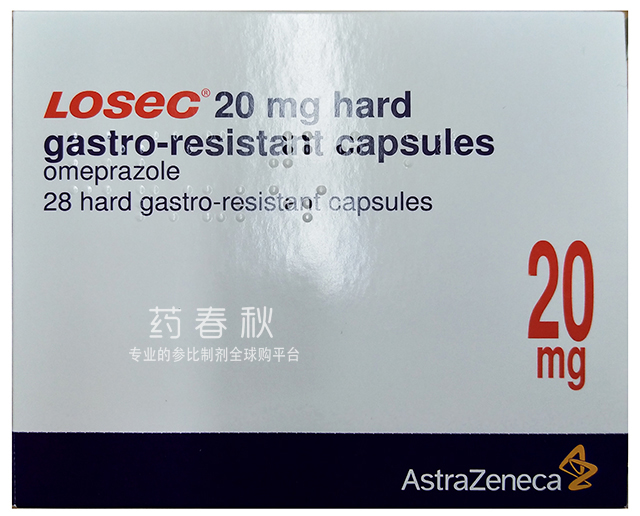 Losec® 20 mg hard
gastro-resistant capsules
omeprazole
28 hard gastro-resistant capsules
药春秋
专业的参比制剂全球购平台
20
mg
AstraZeneca